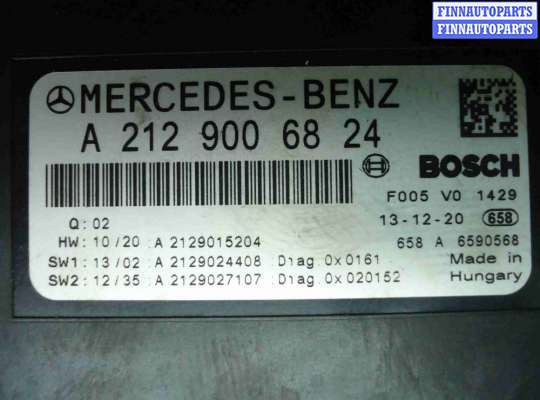 FINNAUTOPARTS
FINNAUTOPARTS
MERCEDES-BENZ
A 212 900 68 24
BOSCH
F005 V0 1429
Q: 02
13-12-20 658
HW: 10/20 :A 2129015204
658 A 6590568
SW1: 13/02 :A 2129024408 Diag 0x0161
Made in
SW2: 12/35 :A 2129027107 Diag 0x020152
Hungary